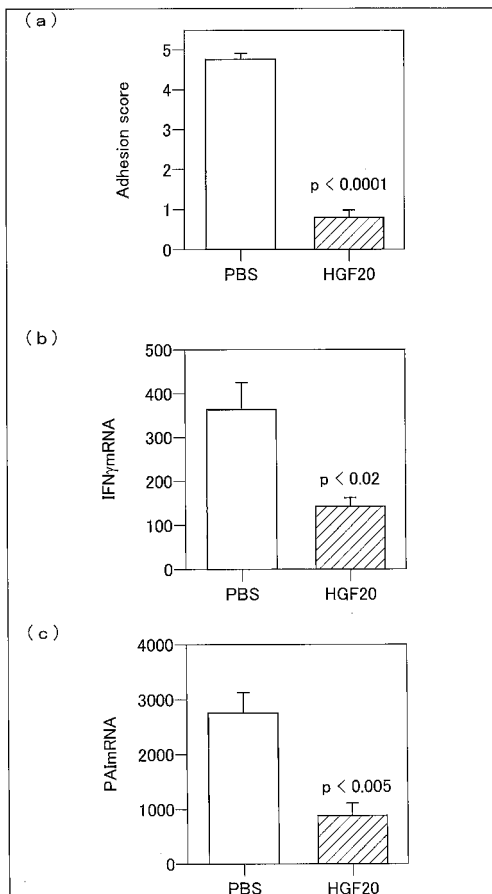 (a)
Adhesion score
5
4
3
2
1
0
p < 0.0001
PBS HGF20
(b)
IFNγmRNA
500
400
300
200
100
0
p < 0.02
PBS HGF20
(c)
PAImRNA
4000
3000
2000
1000
0
p < 0.005
PBS HGF20